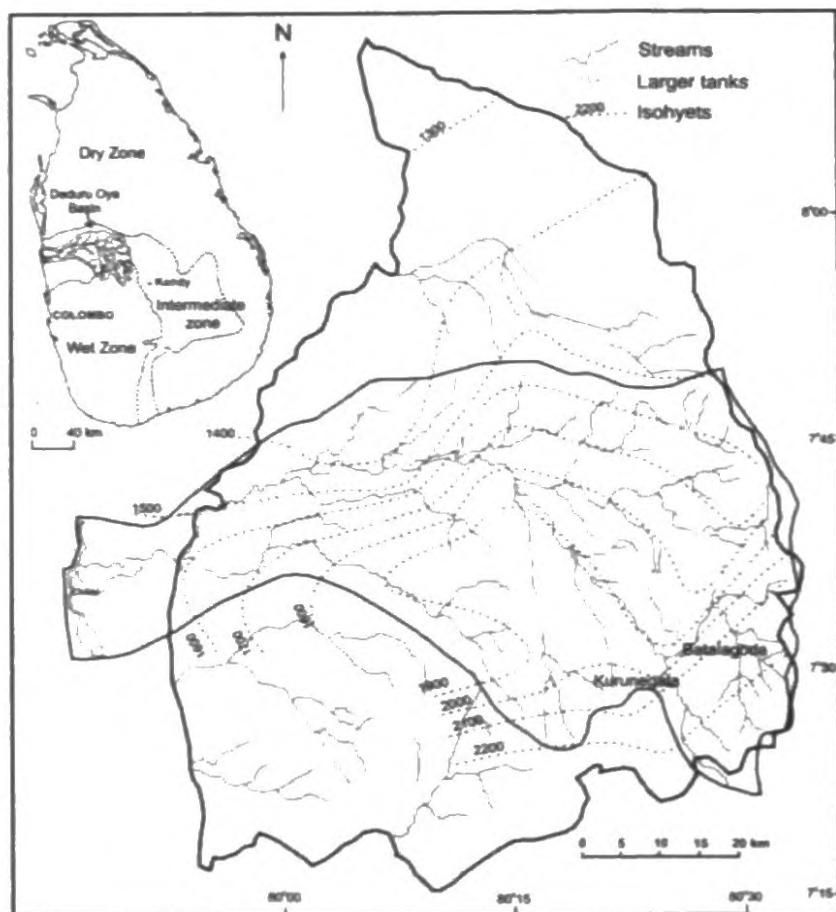 N
Streams
Larger tanks
Isohyets
Dry Zone
Deduru Oya
Basin
Kandy
Intermediate
zone
COLOMBO
Wet Zone
0 40 km
1300
2200
8°00
1400
7°45
1500
1900
2000
2100
2200
Kurunegala
Batalagoda
7°30
0 5 10 15 20 km
7°15
80°00
80°15
80°30